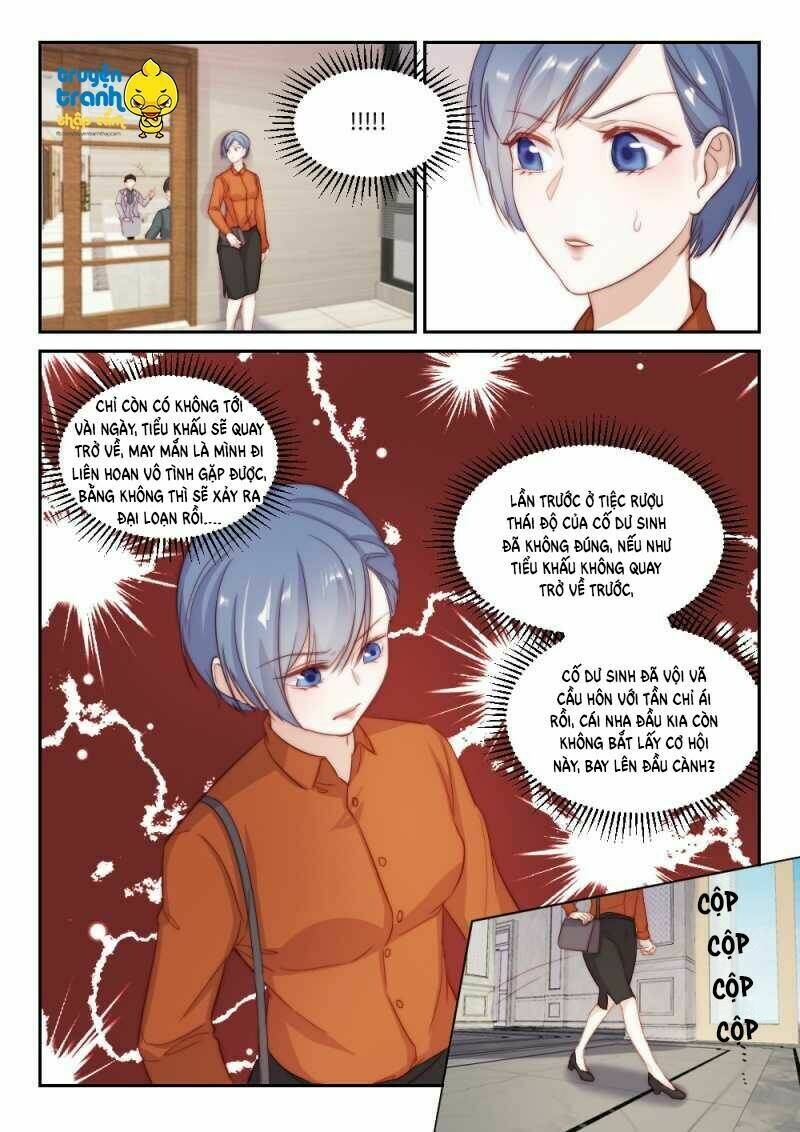 truyện
tranh
thập cẩm
!!!!!
CHỈ CÒN CÓ KHÔNG TỚI
VÀI NGÀY, TIỂU KHẤU SẼ QUAY
TRỞ VỀ, MAY MẮN LÀ MÌNH ĐI
LIÊN HOAN VÔ TÌNH GẶP ĐƯỢC,
BẰNG KHÔNG THÌ SẼ XẢY RA
ĐẠI LOẠN RỒI....
LẦN TRƯỚC Ở TIỆC RƯỢU
THÁI ĐỘ CỦA CỐ DƯ SINH
ĐÃ KHÔNG ĐÚNG, NẾU NHƯ
TIỂU KHẤU KHÔNG QUAY
TRỞ VỀ TRƯỚC,
CỐ DƯ SINH ĐÃ VỘI VÃ
CẦU HÔN VỚI TẦN CHỈ ÁI
RỒI, CÁI NHA ĐẦU KIA CÒN
KHÔNG BẮT LẤY CƠ HỘI
NÀY, BAY LÊN ĐẦU CÀNH?
CỘP
CỘP
CỘP
CỘP
......